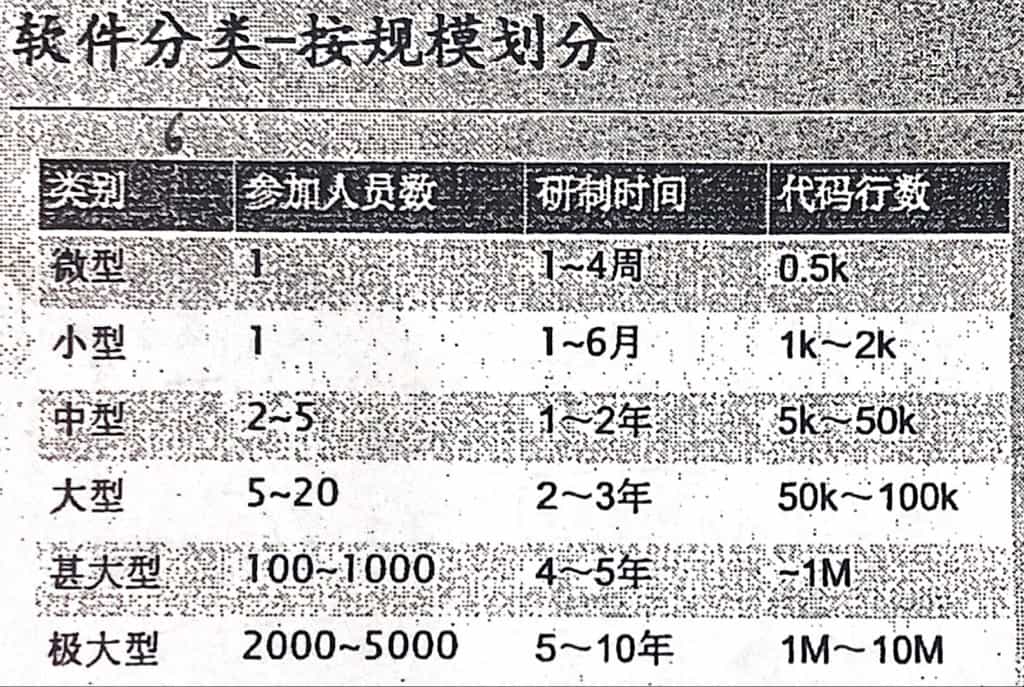 软件分类-按规模划分
6
类别 参加人员数 研制时间 代码行数
微型 1 1~4周 0.5k
小型 1 1~6月 1k～2k
中型 2~5 1～2年 5k～50k
大型 5~20 2～3年 50k～100k
甚大型 100~1000 4～5年 ~1M
极大型 2000~5000 5～10年 1M～10M